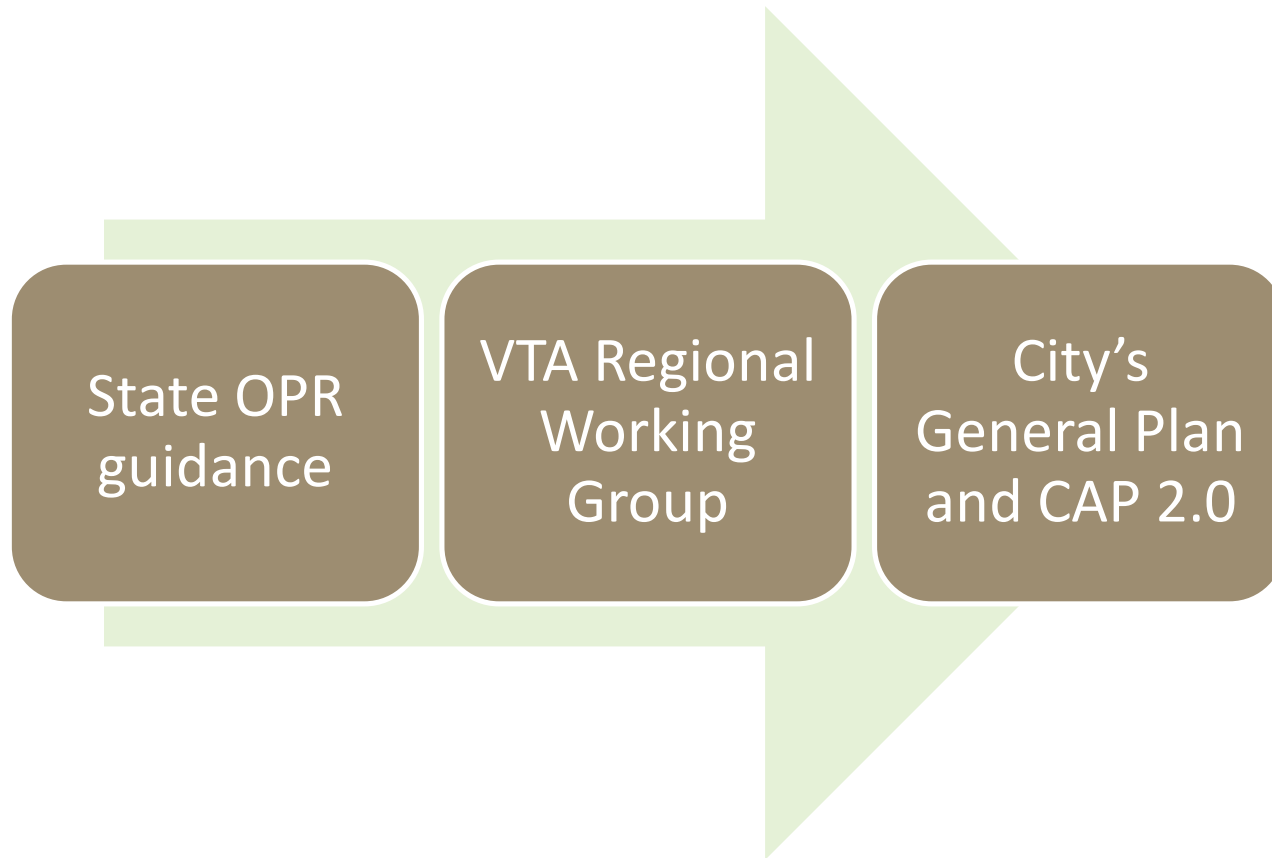 State OPR
guidance
VTA Regional
Working
Group
City’s
General Plan
and CAP 2.0